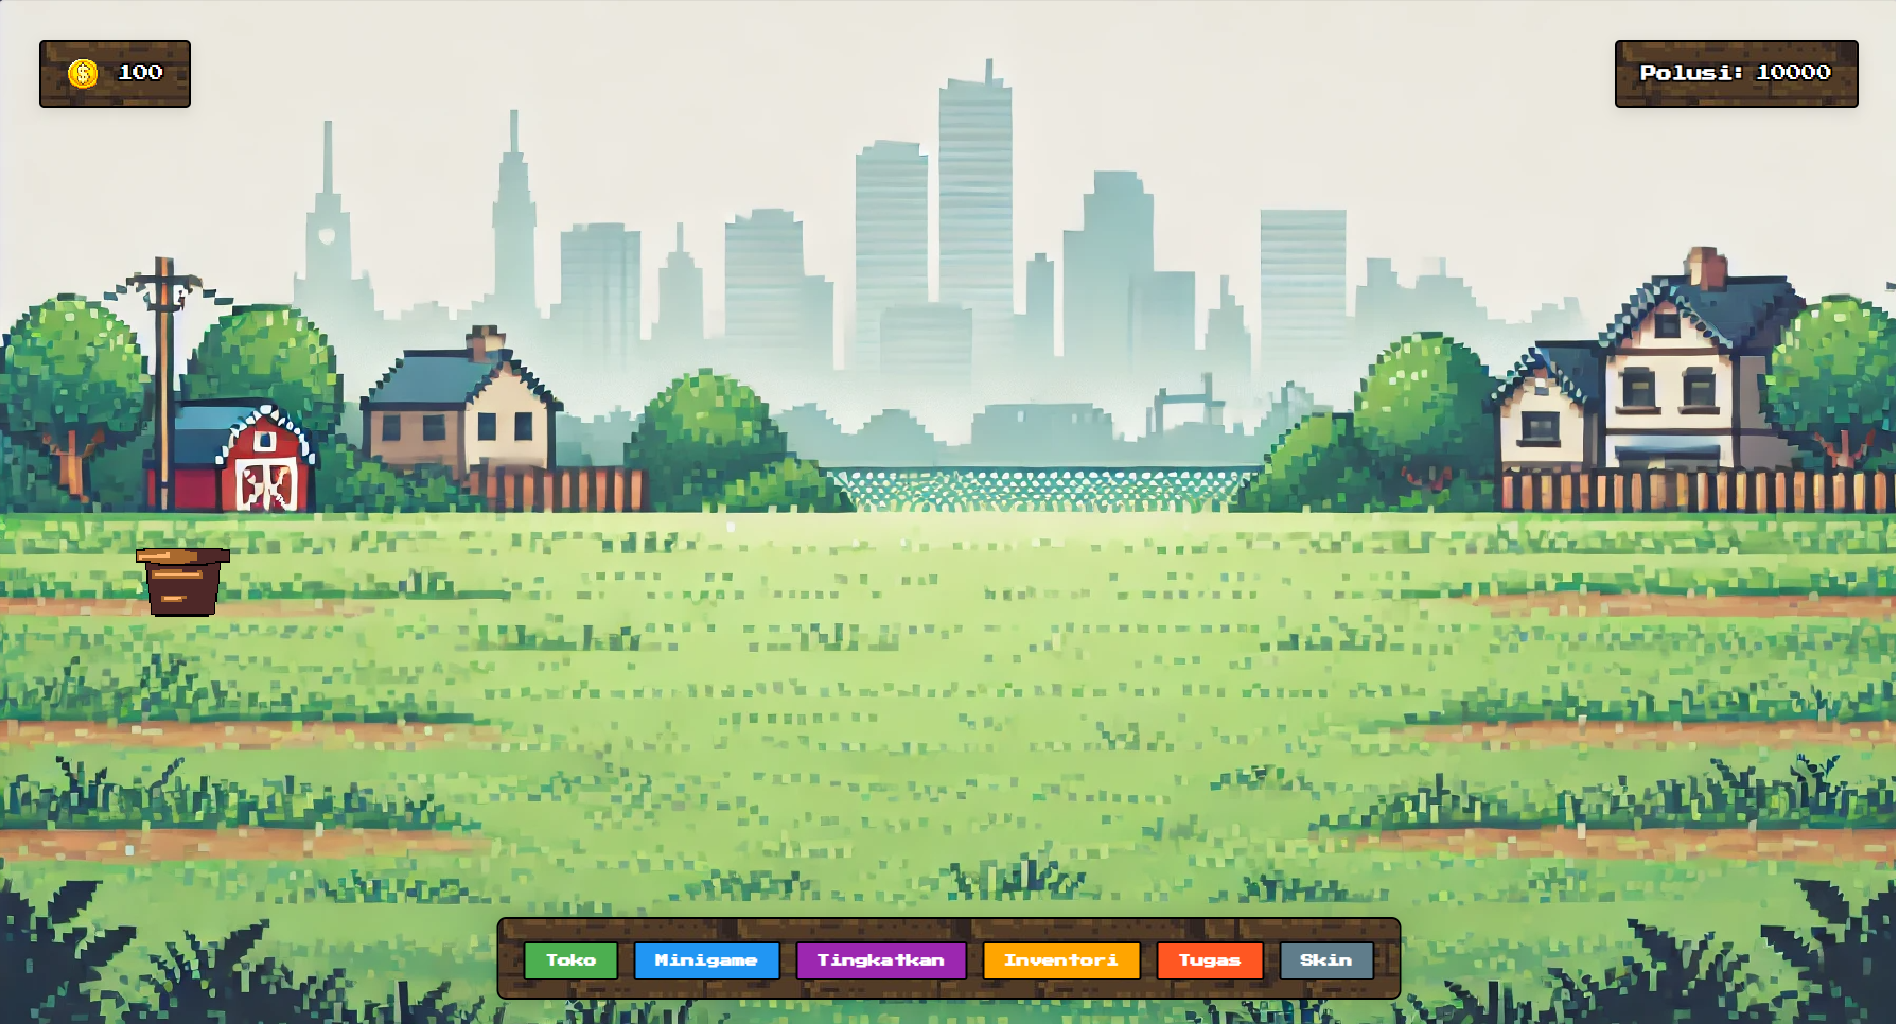 100
Polusi: 10000
Toko
Minigame
Tingkatkan
Inventori
Tugas
Skin